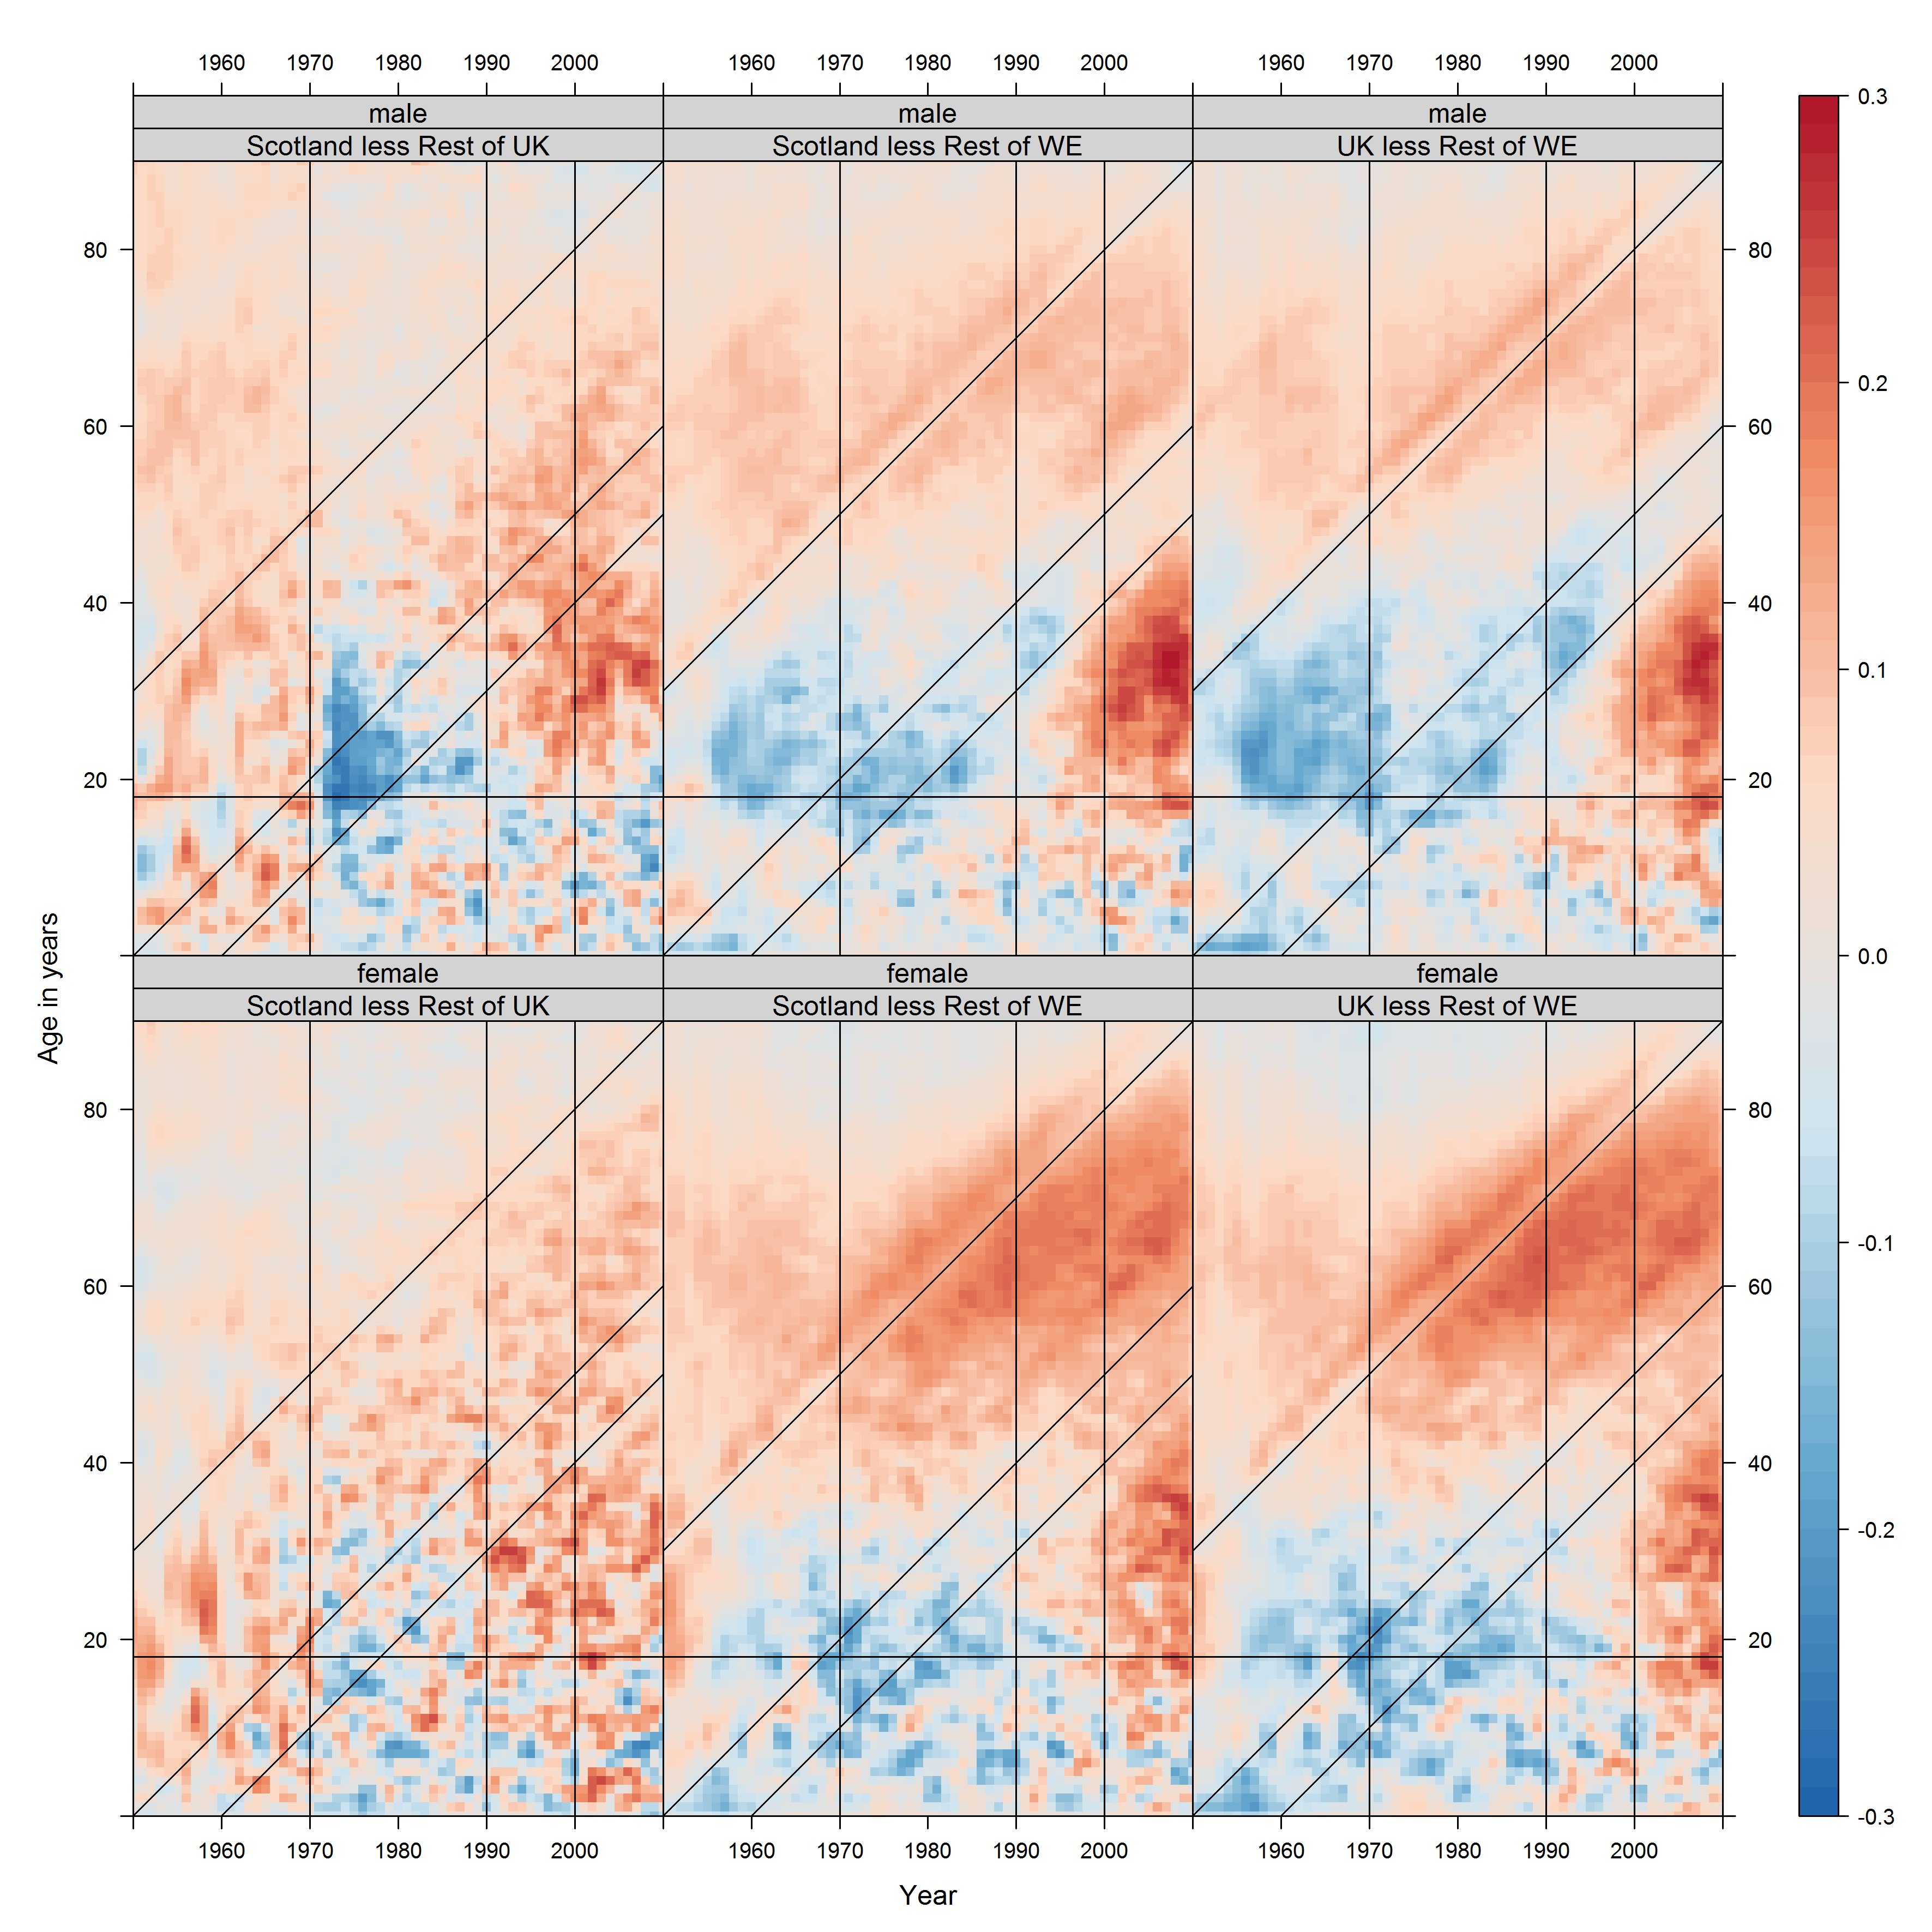 1960 1970 1980 1990 2000 1960 1970 1980 1990 2000 1960 1970 1980 1990 2000
male male male
Scotland less Rest of UK Scotland less Rest of WE UK less Rest of WE
80 80
60 60
40 40
20 20
female female female
Scotland less Rest of UK Scotland less Rest of WE UK less Rest of WE
80 80
60 60
40 40
20 20
1960 1970 1980 1990 2000 1960 1970 1980 1990 2000 1960 1970 1980 1990 2000
Year
Age in years
0.3
0.2
0.1
0.0
-0.1
-0.2
-0.3